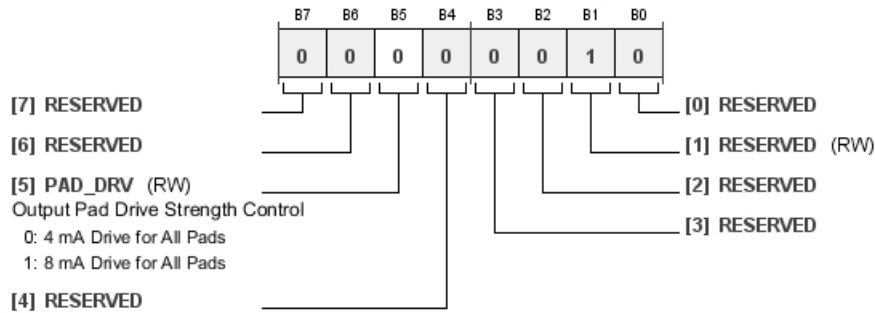 B7 B6 B5 B4 B3 B2 B1 B0
0 0 0 0 0 0 1 0
[7] RESERVED
[0] RESERVED
[6] RESERVED
[1] RESERVED (RW)
[5] PAD_DRV (RW)
[2] RESERVED
Output Pad Drive Strength Control
[3] RESERVED
0: 4 mA Drive for All Pads
1: 8 mA Drive for All Pads
[4] RESERVED